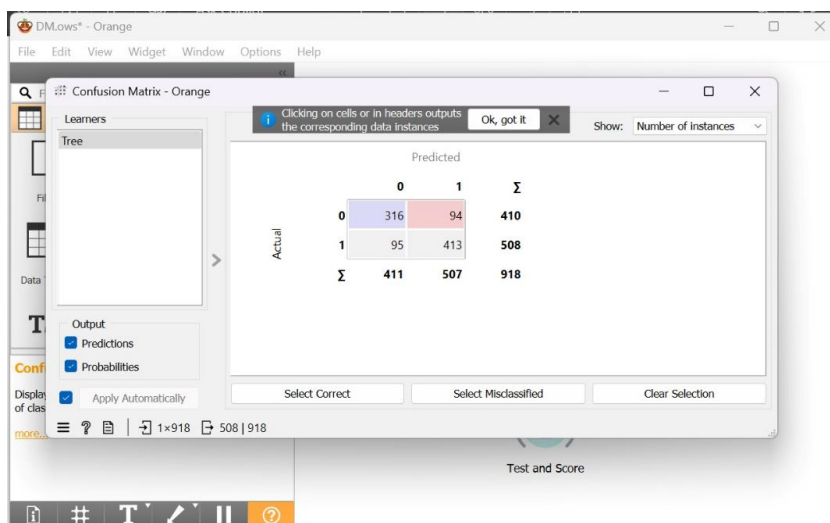 DM.ows* - Orange
File Edit View Widget Window Options Help
Confusion Matrix - Orange
Learners
Tree
Clicking on cells or in headers outputs
the corresponding data instances
Ok, got it
Show: Number of instances
Predicted
0 1 Σ
Actual
0 316 94 410
1 95 413 508
Σ 411 507 918
Fi
Data
T
Output
Predictions
Probabilities
Apply Automatically
Select Correct Select Misclassified Clear Selection
Conf
Display
of clas
more...
1×918 508 | 918
Test and Score